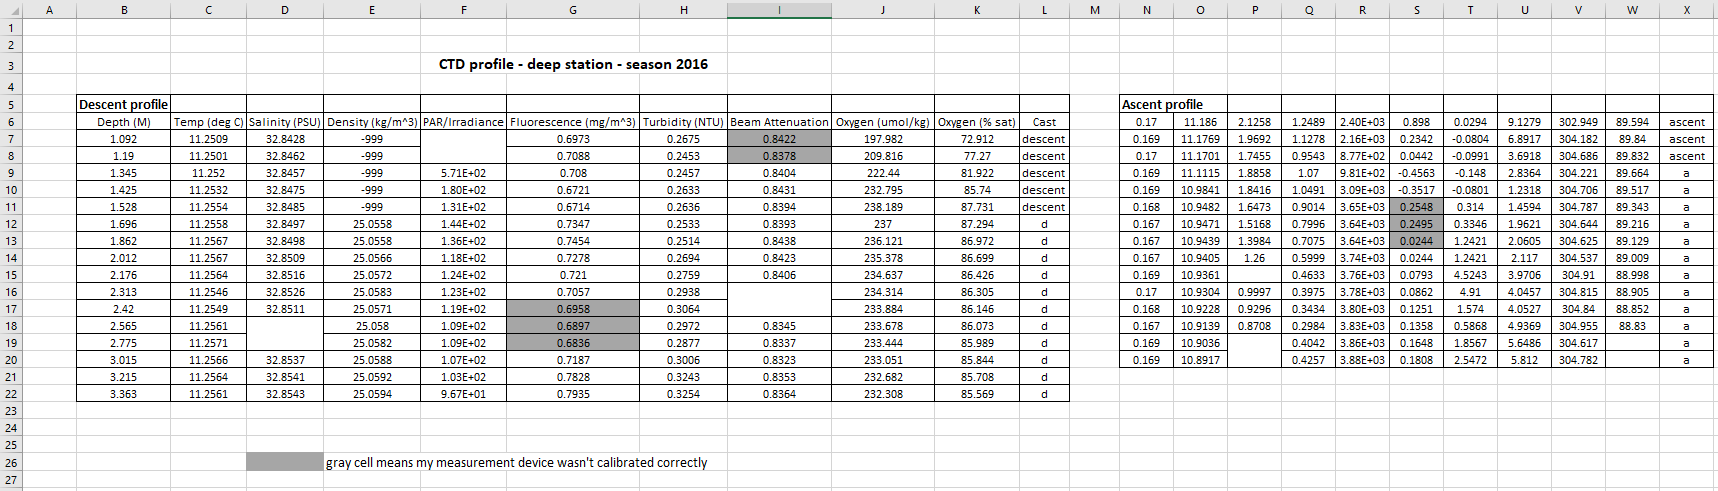 A B C D E F G H I J K L M N O P Q R S T U V W X
1
2
3 CTD profile - deep station - season 2016
4
5 Descent profile Ascent profile
6 Depth (M) Temp (deg C) Salinity (PSU) Density (kg/m^3) PAR/Irradiance Fluorescence (mg/m^3) Turbidity (NTU) Beam Attenuation Oxygen (umol/kg) Oxygen (% sat) Cast 0.17 11.186 2.1258 1.2489 2.40E+03 0.898 0.0294 9.1279 302.949 89.594 ascent
7 1.092 11.2509 32.8428 -999 0.6973 0.2675 0.8422 197.982 72.912 descent 0.169 11.1769 1.9692 1.1278 2.16E+03 0.2342 -0.0804 6.8917 304.182 89.84 ascent
8 1.19 11.2501 32.8462 -999 0.7088 0.2453 0.8378 209.816 77.27 descent 0.17 11.1701 1.7455 0.9543 8.77E+02 0.0442 -0.0991 3.6918 304.686 89.832 ascent
9 1.345 11.252 32.8457 -999 5.71E+02 0.708 0.2457 0.8404 222.44 81.922 descent 0.169 11.1115 1.8858 1.07 9.81E+02 -0.4563 -0.148 2.8364 304.221 89.664 a
10 1.425 11.2532 32.8475 -999 1.80E+02 0.6721 0.2633 0.8431 232.795 85.74 descent 0.169 10.9841 1.8416 1.0491 3.09E+03 -0.3517 -0.0801 1.2318 304.706 89.517 a
11 1.528 11.2554 32.8485 -999 1.31E+02 0.6714 0.2636 0.8394 238.189 87.731 descent 0.168 10.9482 1.6473 0.9014 3.65E+03 0.2548 0.314 1.4594 304.787 89.343 a
12 1.696 11.2558 32.8497 25.0558 1.44E+02 0.7347 0.2533 0.8393 237 87.294 d 0.167 10.9471 1.5168 0.7996 3.64E+03 0.2495 0.3346 1.9621 304.644 89.216 a
13 1.862 11.2567 32.8498 25.0558 1.36E+02 0.7454 0.2514 0.8438 236.121 86.972 d 0.167 10.9439 1.3984 0.7075 3.64E+03 0.0244 1.2421 2.0605 304.625 89.129 a
14 2.012 11.2567 32.8509 25.0566 1.18E+02 0.7278 0.2694 0.8423 235.378 86.699 d 0.167 10.9405 1.26 0.5999 3.74E+03 0.0244 1.2421 2.117 304.537 89.009 a
15 2.176 11.2564 32.8516 25.0572 1.24E+02 0.721 0.2759 0.8406 234.637 86.426 d 0.169 10.9361 0.4633 3.76E+03 0.0793 4.5243 3.9706 304.91 88.998 a
16 2.313 11.2546 32.8526 25.0583 1.23E+02 0.7057 0.2938 234.314 86.305 d 0.17 10.9304 0.9997 0.3975 3.78E+03 0.0862 4.91 4.0457 304.815 88.905 a
17 2.42 11.2549 32.8511 25.0571 1.19E+02 0.6958 0.3064 233.884 86.146 d 0.168 10.9228 0.9296 0.3434 3.80E+03 0.1251 1.574 4.0527 304.84 88.852 a
18 2.565 11.2561 25.058 1.09E+02 0.6897 0.2972 0.8345 233.678 86.073 d 0.167 10.9139 0.8708 0.2984 3.83E+03 0.1358 0.5868 4.9369 304.955 88.83 a
19 2.775 11.2571 25.0582 1.09E+02 0.6836 0.2877 0.8337 233.444 85.989 d 0.169 10.9036 0.4042 3.86E+03 0.1648 1.8567 5.6486 304.617 a
20 3.015 11.2566 32.8537 25.0588 1.07E+02 0.7187 0.3006 0.8323 233.051 85.844 d 0.169 10.8917 0.4257 3.88E+03 0.1808 2.5472 5.812 304.782 a
21 3.215 11.2564 32.8541 25.0592 1.03E+02 0.7828 0.3243 0.8353 232.682 85.708 d
22 3.363 11.2561 32.8543 25.0594 9.67E+01 0.7935 0.3254 0.8364 232.308 85.569 d
23
24
25
26 gray cell means my measurement device wasn't calibrated correctly
27